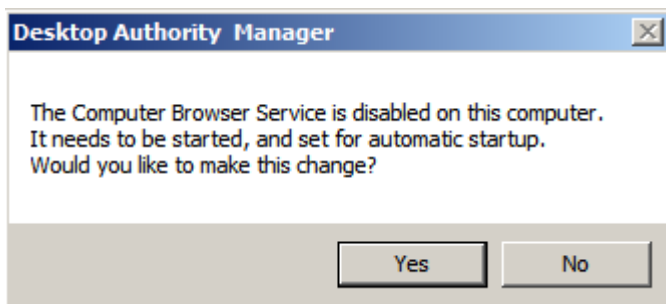 Desktop Authority Manager
The Computer Browser Service is disabled on this computer.
It needs to be started, and set for automatic startup.
Would you like to make this change?
Yes
No